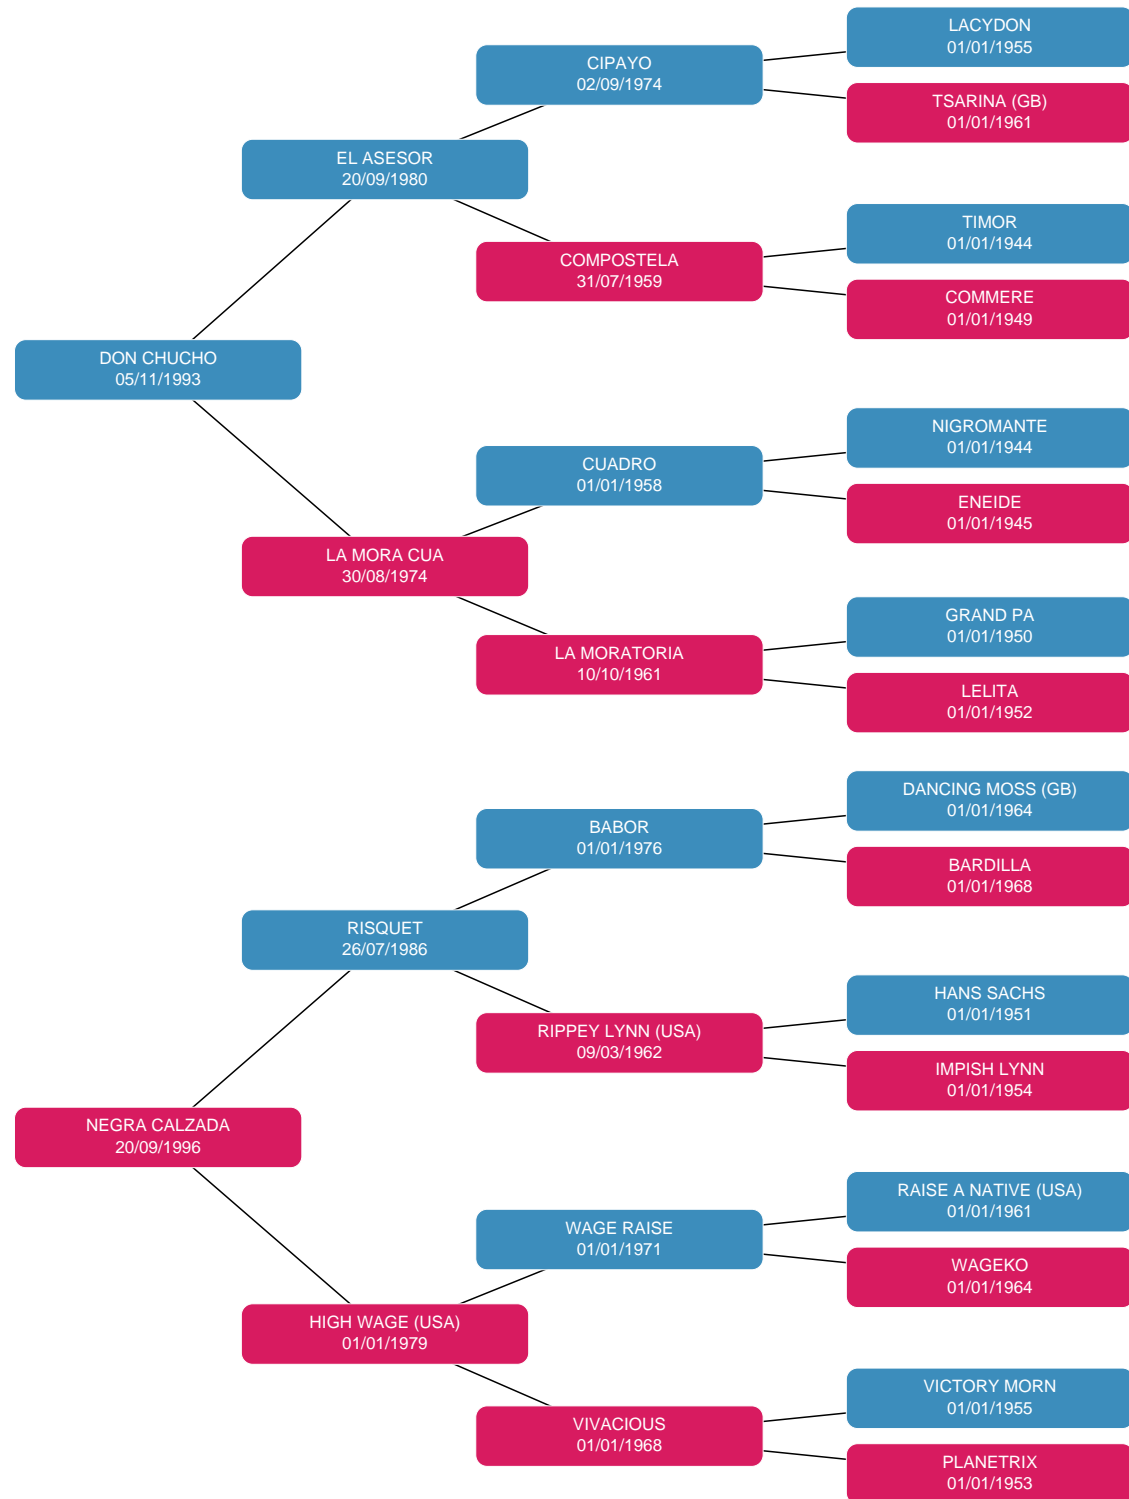 LACYDON
01/01/1955
CIPAYO
02/09/1974
TSARINA (GB)
01/01/1961
EL ASESOR
20/09/1980
TIMOR
01/01/1944
COMPOSTELA
31/07/1959
COMMERE
01/01/1949
DON CHUCHO
05/11/1993
NIGROMANTE
01/01/1944
CUADRO
01/01/1958
ENEIDE
01/01/1945
LA MORA CUA
30/08/1974
GRAND PA
01/01/1950
LA MORATORIA
10/10/1961
LELITA
01/01/1952
DANCING MOSS (GB)
01/01/1964
BABOR
01/01/1976
BARDILLA
01/01/1968
RISQUET
26/07/1986
HANS SACHS
01/01/1951
RIPPEY LYNN (USA)
09/03/1962
IMPISH LYNN
01/01/1954
NEGRA CALZADA
20/09/1996
RAISE A NATIVE (USA)
01/01/1961
WAGE RAISE
01/01/1971
WAGEKO
01/01/1964
HIGH WAGE (USA)
01/01/1979
VICTORY MORN
01/01/1955
VIVACIOUS
01/01/1968
PLANETRIX
01/01/1953